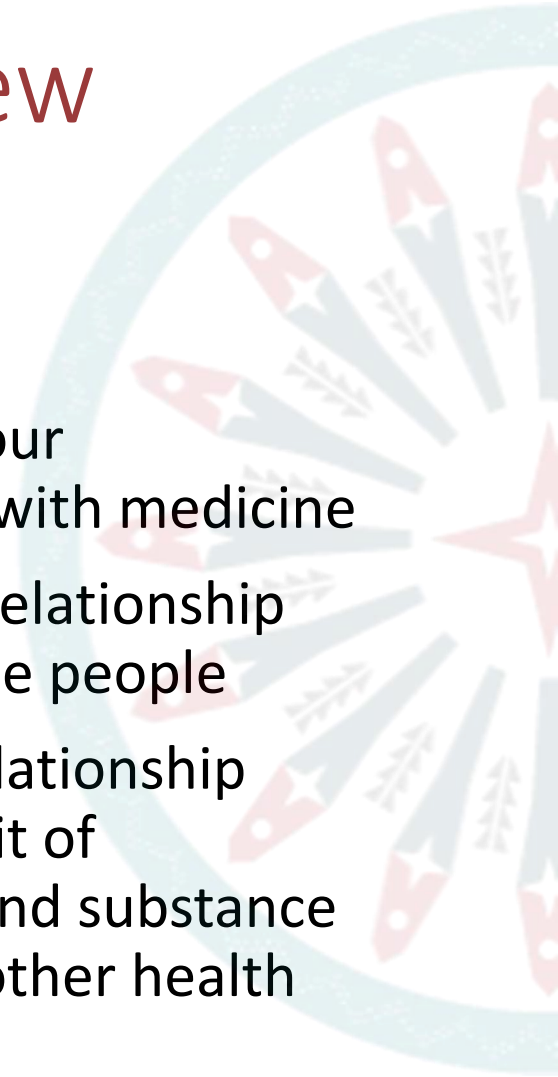 ew
our
with medicine
elationship
e people
lationship
it of
nd substance
other health